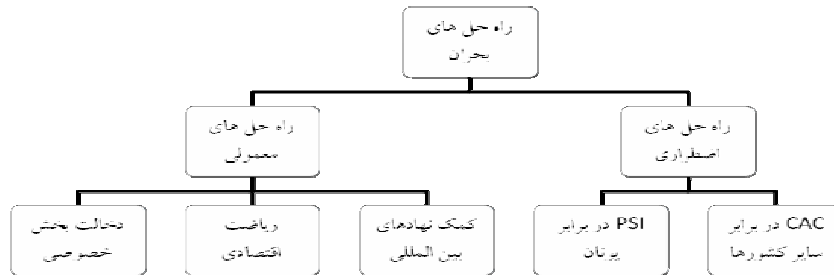 راه حل های
بحران
راه حل های
اضطراری
راه حل های
معمولی
CAC در برابر
سایر کشورها
PSI در برابر
یونان
کمک نهادهای
بین المللی
ریاضت
اقتصادی
دخالت بخش
خصوصی